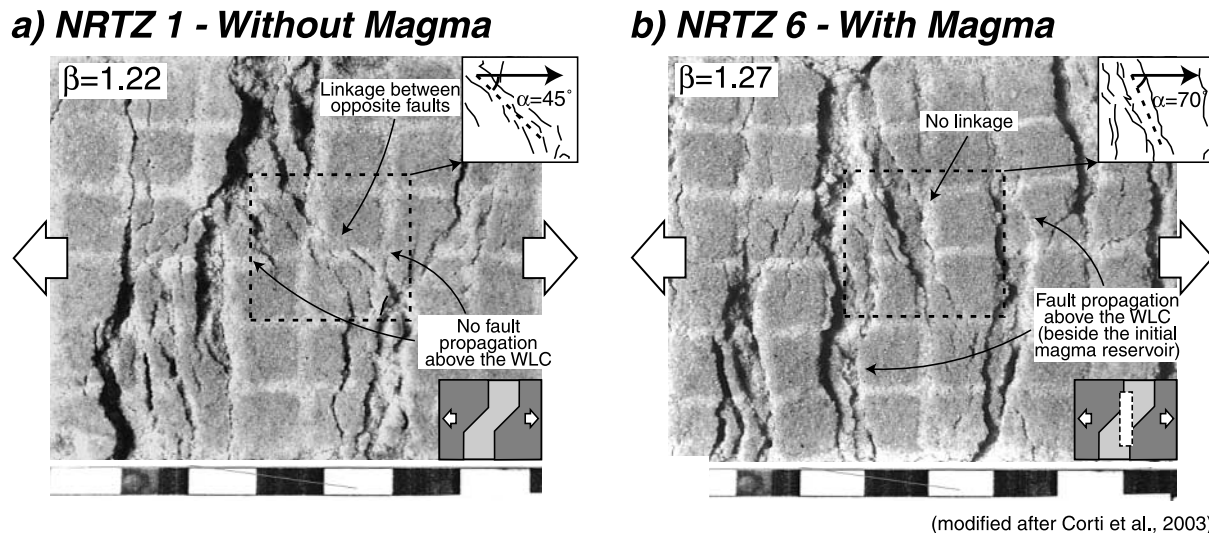 a) NRTZ 1 - Without Magma
β=1.22
Linkage between
opposite faults
α=45°
No fault
propagation
above the WLC
b) NRTZ 6 - With Magma
β=1.27
No linkage
α=70°
Fault propagation
above the WLC
(beside the initial
magma reservoir)
(modified after Corti et al., 2003)